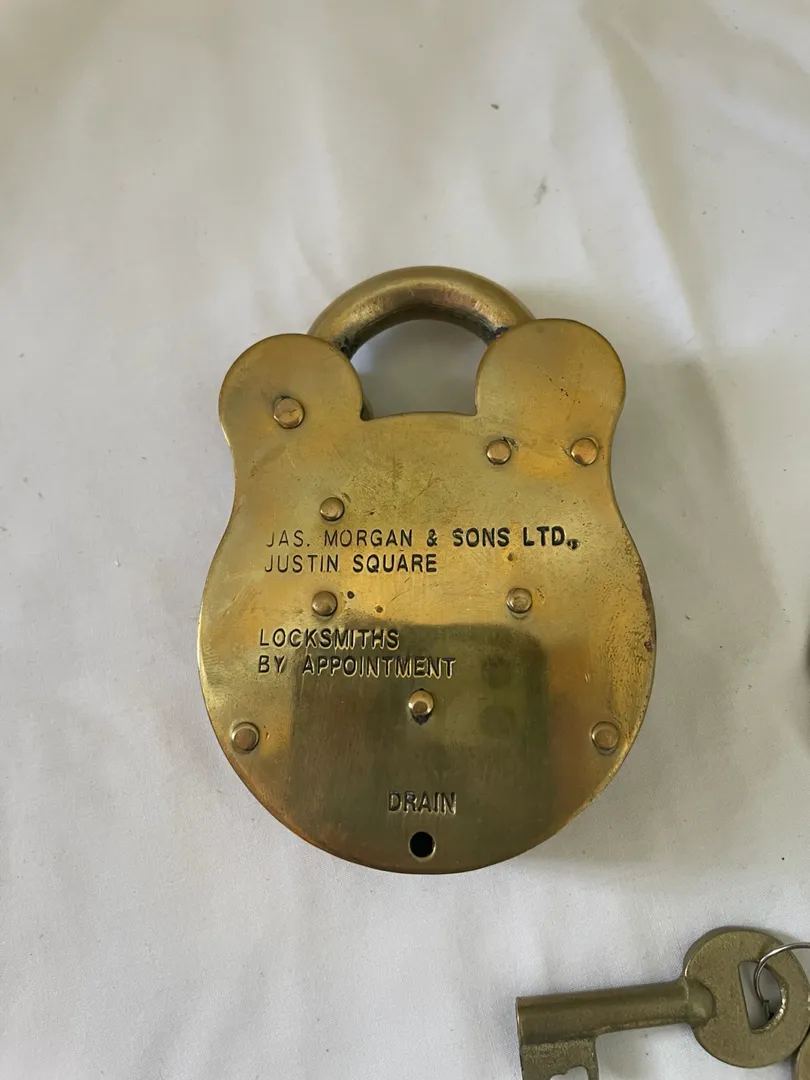 JAS. MORGAN & SONS LTD.,
JUSTIN SQUARE
LOCKSMITHS
BY APPOINTMENT
DRAIN